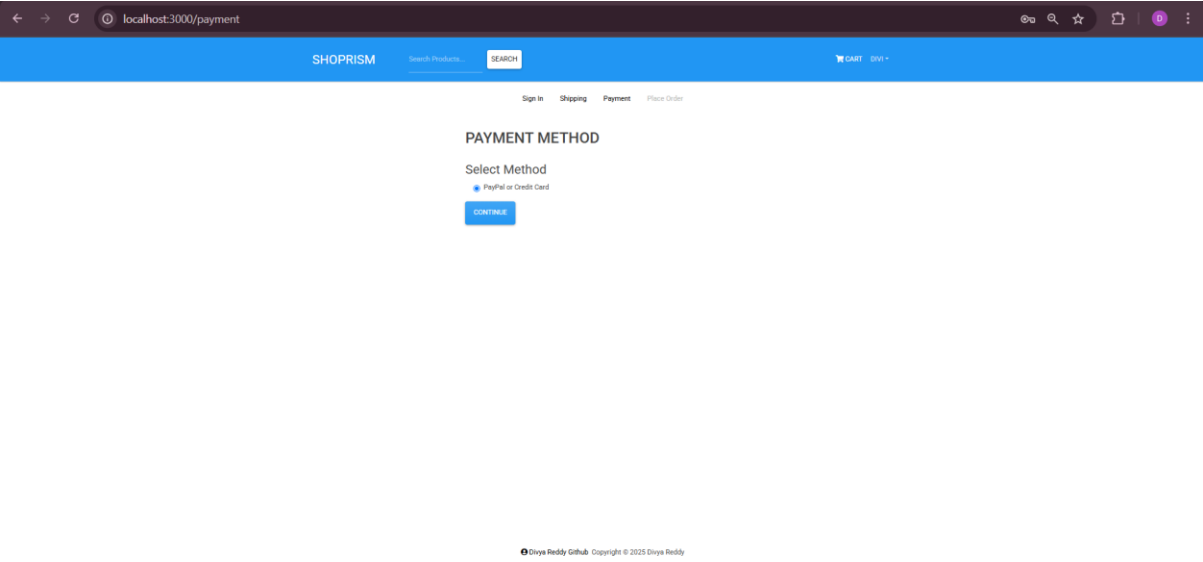 localhost:3000/payment
D
SHOPRISM Search Products... SEARCH CART DIVI
Sign In Shipping Payment Place Order
PAYMENT METHOD
Select Method
PayPal or Credit Card
CONTINUE
Divya Reddy Github Copyright © 2025 Divya Reddy